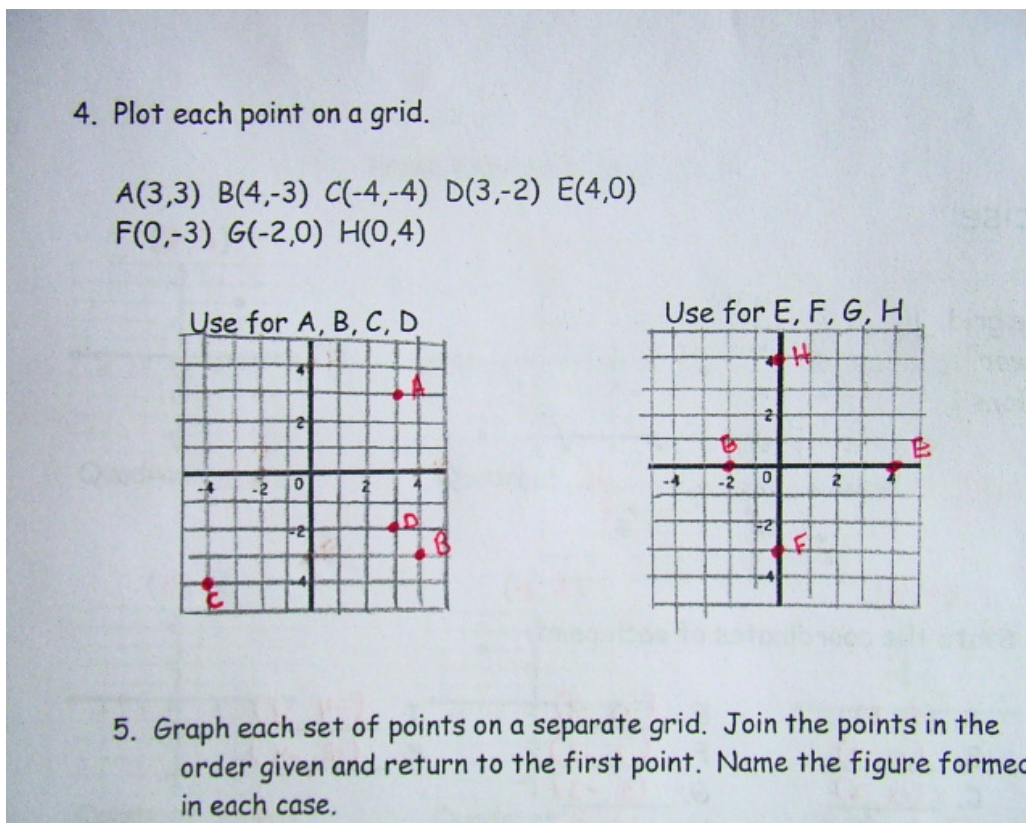 4. Plot each point on a grid.
A(3,3) B(4,-3) C(-4,-4) D(3,-2) E(4,0)
F(0,-3) G(-2,0) H(0,4)
Use for A, B, C, D
4
A
2
-4 -2 0 2 4
-2
D
B
-4
C
Use for E, F, G, H
4
H
2
B
E
-4 -2 0 2 4
-2
F
-4
5. Graph each set of points on a separate grid. Join the points in the
order given and return to the first point. Name the figure formed
in each case.